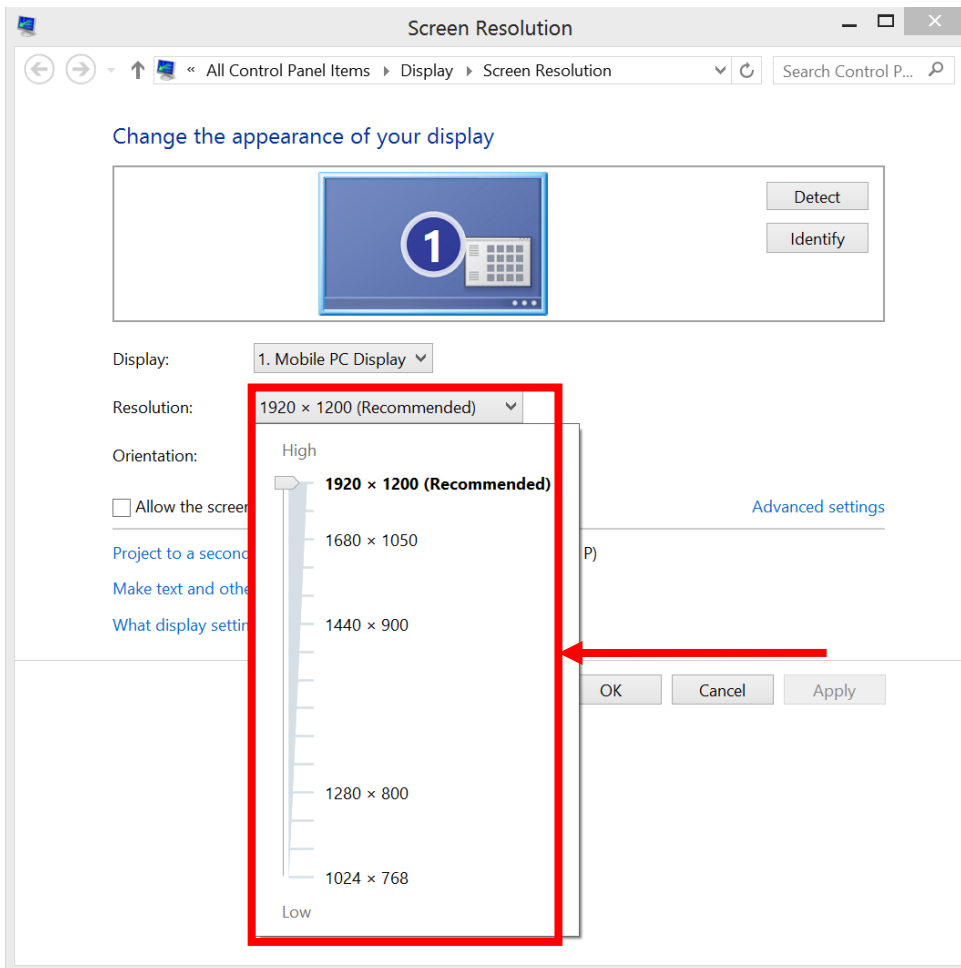 Screen Resolution
« All Control Panel Items Display Screen Resolution Search Control P...
Change the appearance of your display
1
Detect
Identify
Display: 1. Mobile PC Display
Resolution: 1920 × 1200 (Recommended)
Orientation:
High
1920 × 1200 (Recommended)
Allow the screen Advanced settings
1680 × 1050
Project to a second P)
Make text and othe
What display settin
1440 × 900
OK Cancel Apply
1280 × 800
1024 × 768
Low